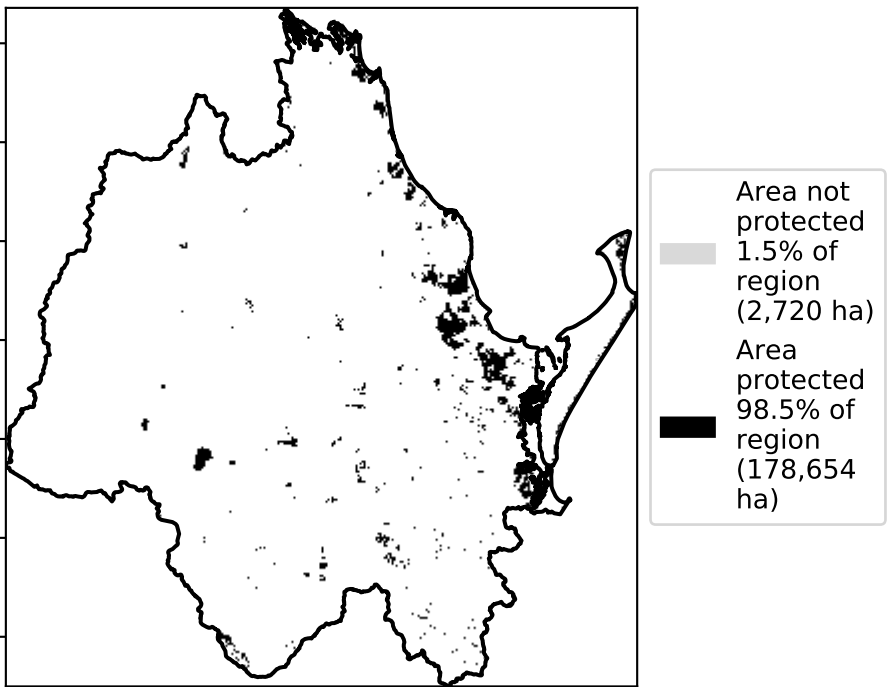 Area not
protected
1.5% of
region
(2,720 ha)
Area
protected
98.5% of
region
(178,654
ha)